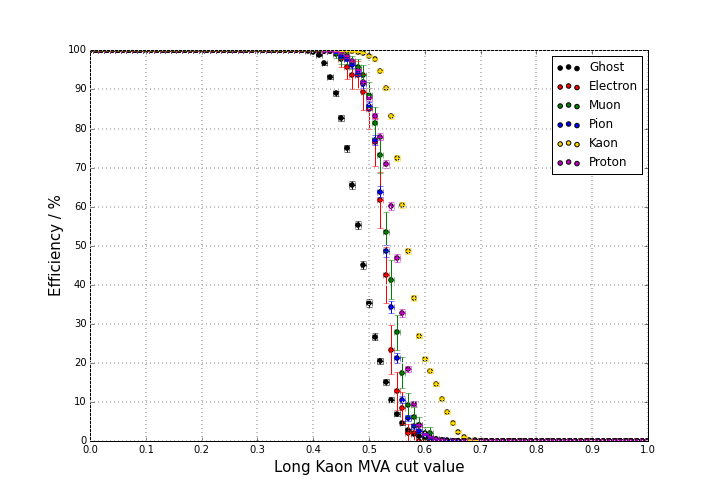 100
90
80
70
60
50
40
30
20
10
0
Efficiency / %
Ghost
Electron
Muon
Pion
Kaon
Proton
0.0 0.1 0.2 0.3 0.4 0.5 0.6 0.7 0.8 0.9 1.0
Long Kaon MVA cut value